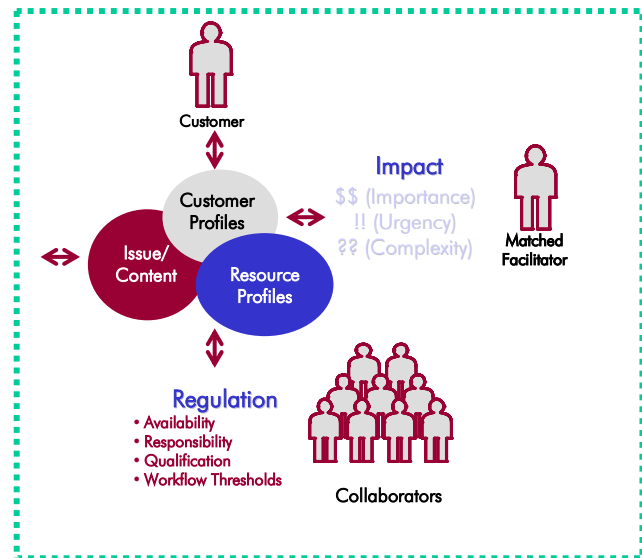 Customer
Customer
Profiles
Issue/
Content
Resource
Profiles
Impact
$$ (Importance)
!! (Urgency)
?? (Complexity)
Matched
Facilitator
Regulation
• Availability
• Responsibility
• Qualification
• Workflow Thresholds
Collaborators